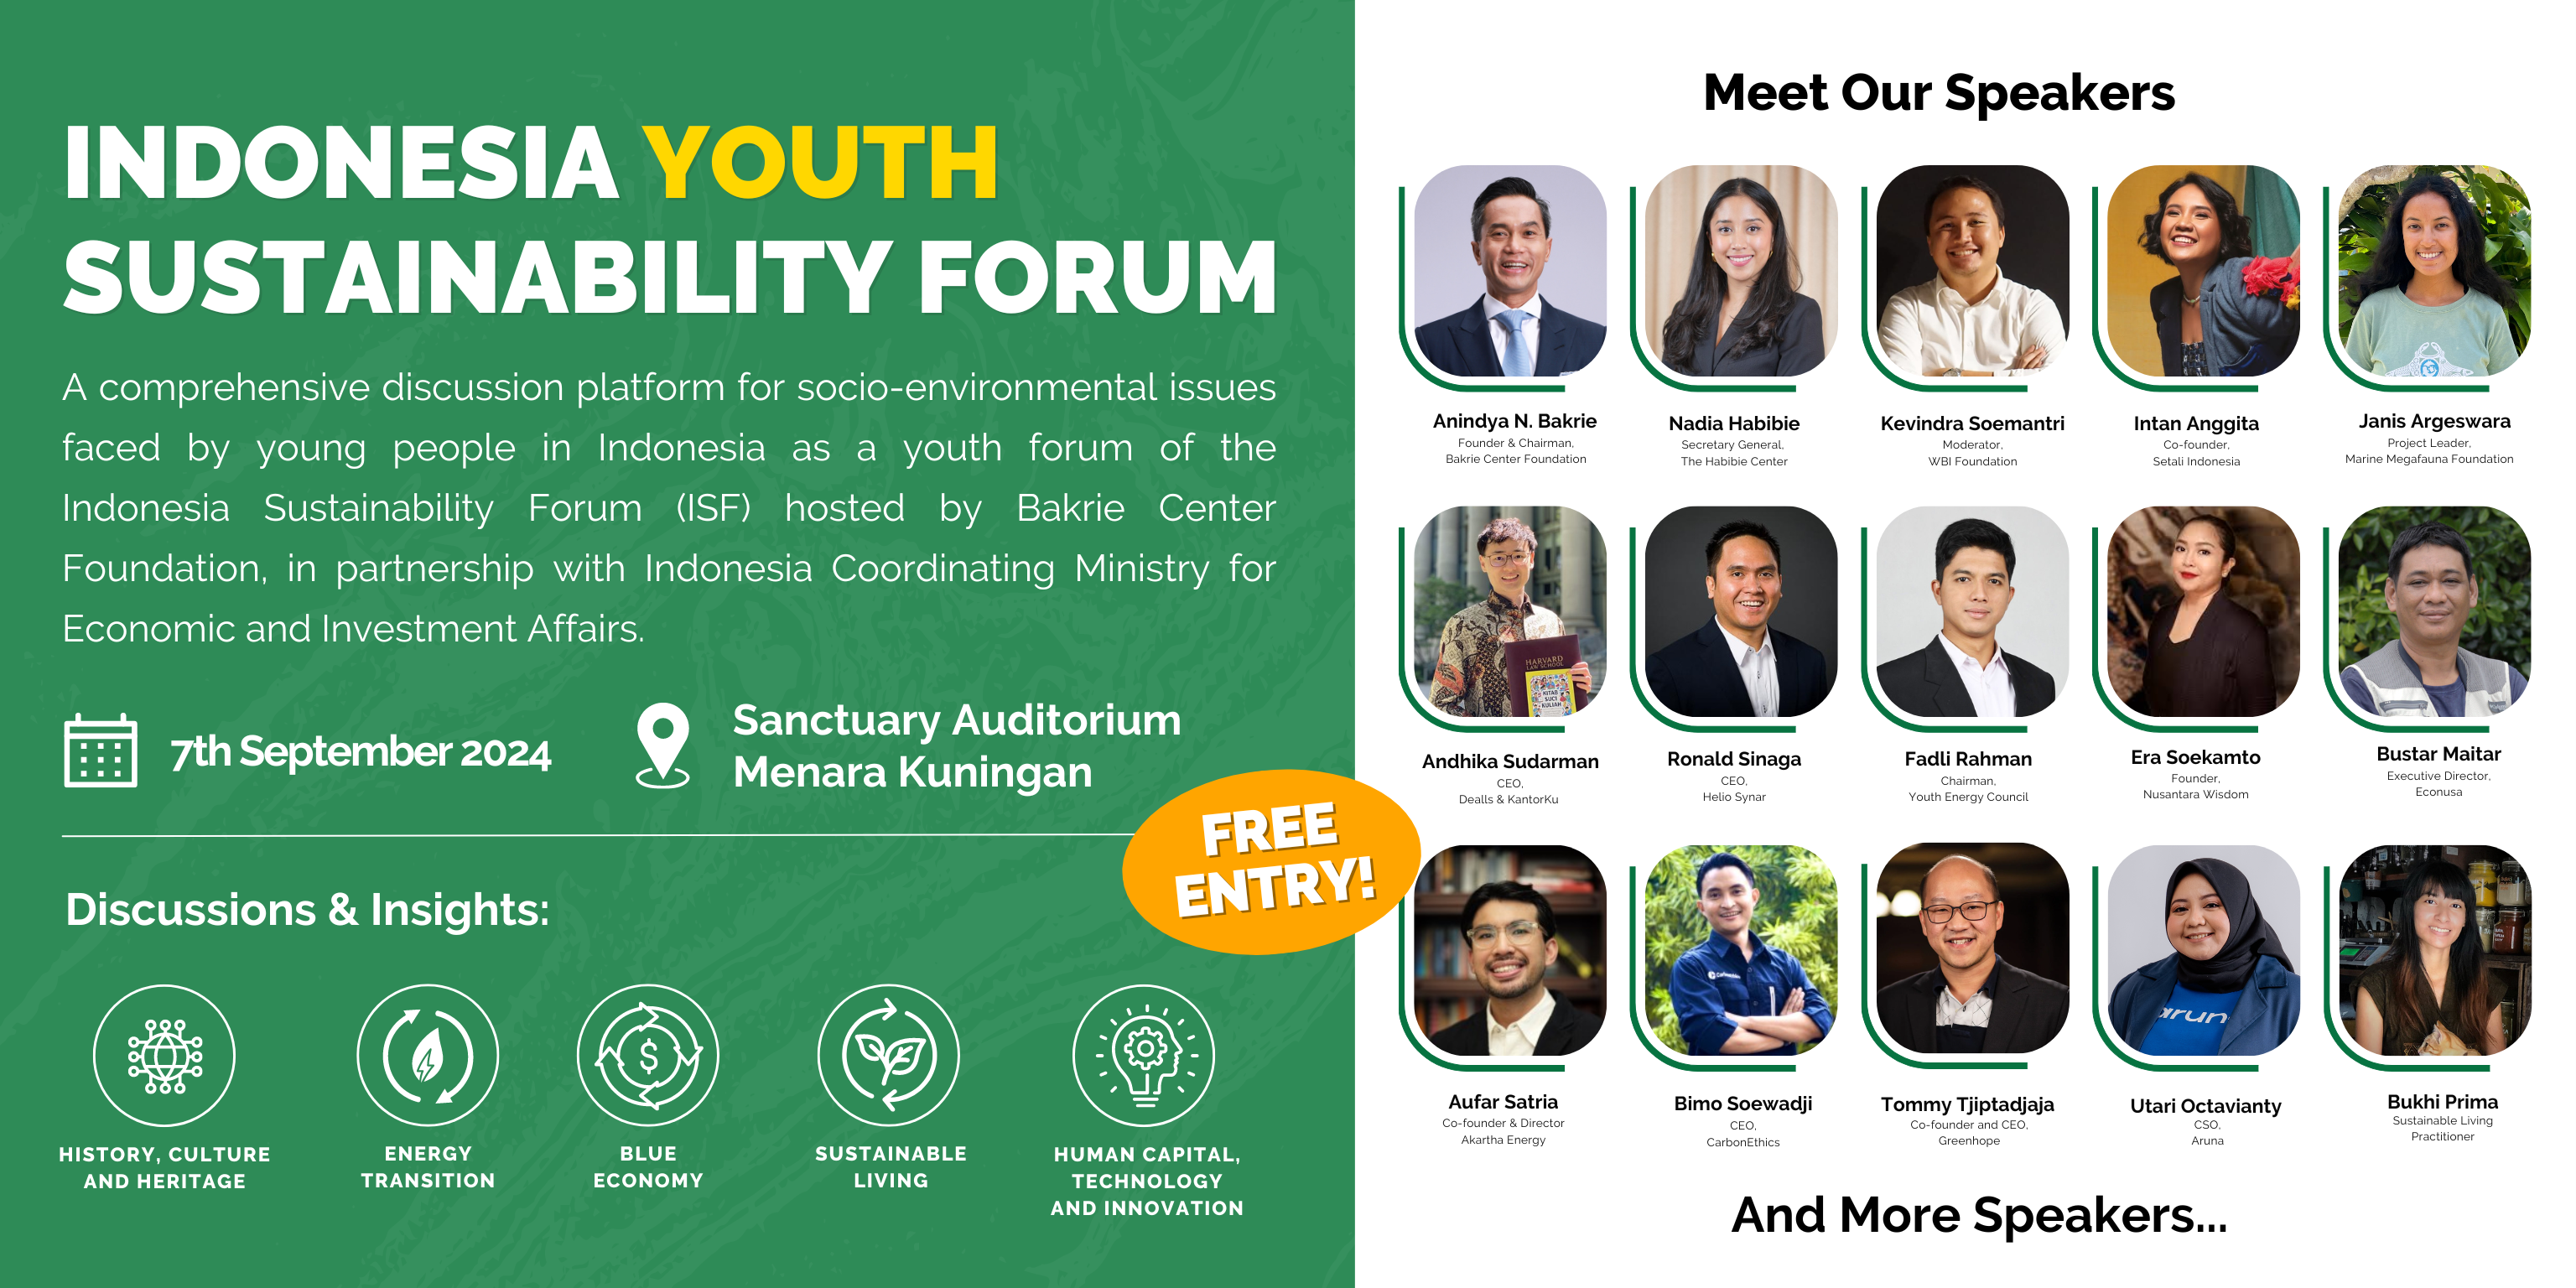 INDONESIA YOUTH
SUSTAINABILITY FORUM
A comprehensive discussion platform for socio-environmental issues
faced by young people in Indonesia as a youth forum of the
Indonesia Sustainability Forum (ISF) hosted by Bakrie Center
Foundation, in partnership with Indonesia Coordinating Ministry for
Economic and Investment Affairs.
7th September 2024
Sanctuary Auditorium
Menara Kuningan
FREE
ENTRY!
Discussions & Insights:
HISTORY, CULTURE
AND HERITAGE
ENERGY
TRANSITION
$
BLUE
ECONOMY
SUSTAINABLE
LIVING
HUMAN CAPITAL,
TECHNOLOGY
AND INNOVATION
Meet Our Speakers
Anindya N. Bakrie
Founder & Chairman,
Bakrie Center Foundation
Nadia Habibie
Secretary General,
The Habibie Center
Kevindra Soemantri
Moderator,
WBI Foundation
Intan Anggita
Co-founder,
Setali Indonesia
Janis Argeswara
Project Leader,
Marine Megafauna Foundation
HARVARD
LAW SCHOOL
KITAB
SUCI
KULIAH
Andhika Sudarman
CEO,
Dealls & KantorKu
Ronald Sinaga
CEO,
Helio Synar
Fadli Rahman
Chairman,
Youth Energy Council
Era Soekamto
Founder,
Nusantara Wisdom
Bustar Maitar
Executive Director,
Econusa
Aufar Satria
Co-founder & Director
Akartha Energy
Bimo Soewadji
CEO,
CarbonEthics
Tommy Tjiptadjaja
Co-founder and CEO,
Greenhope
arun
Utari Octavianty
CSO,
Aruna
Bukhi Prima
Sustainable Living
Practitioner
And More Speakers...